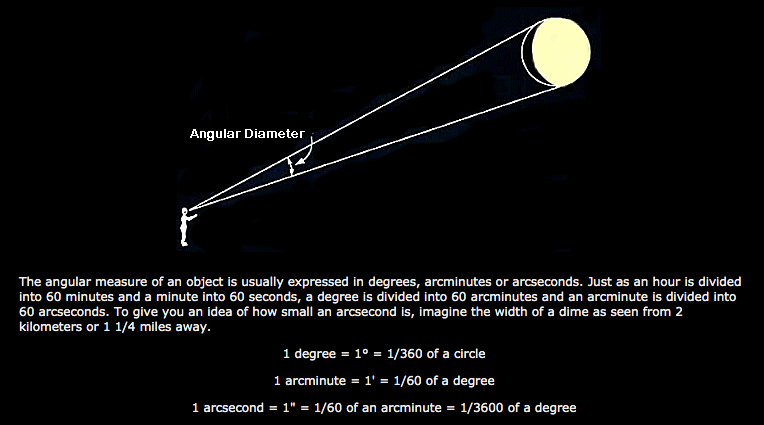 Angular Diameter
The angular measure of an object is usually expressed in degrees, arcminutes or arcseconds. Just as an hour is divided
into 60 minutes and a minute into 60 seconds, a degree is divided into 60 arcminutes and an arcminute is divided into
60 arcseconds. To give you an idea of how small an arcsecond is, imagine the width of a dime as seen from 2
kilometers or 1 1/4 miles away.
1 degree = 1° = 1/360 of a circle
1 arcminute = 1' = 1/60 of a degree
1 arcsecond = 1" = 1/60 of an arcminute = 1/3600 of a degree